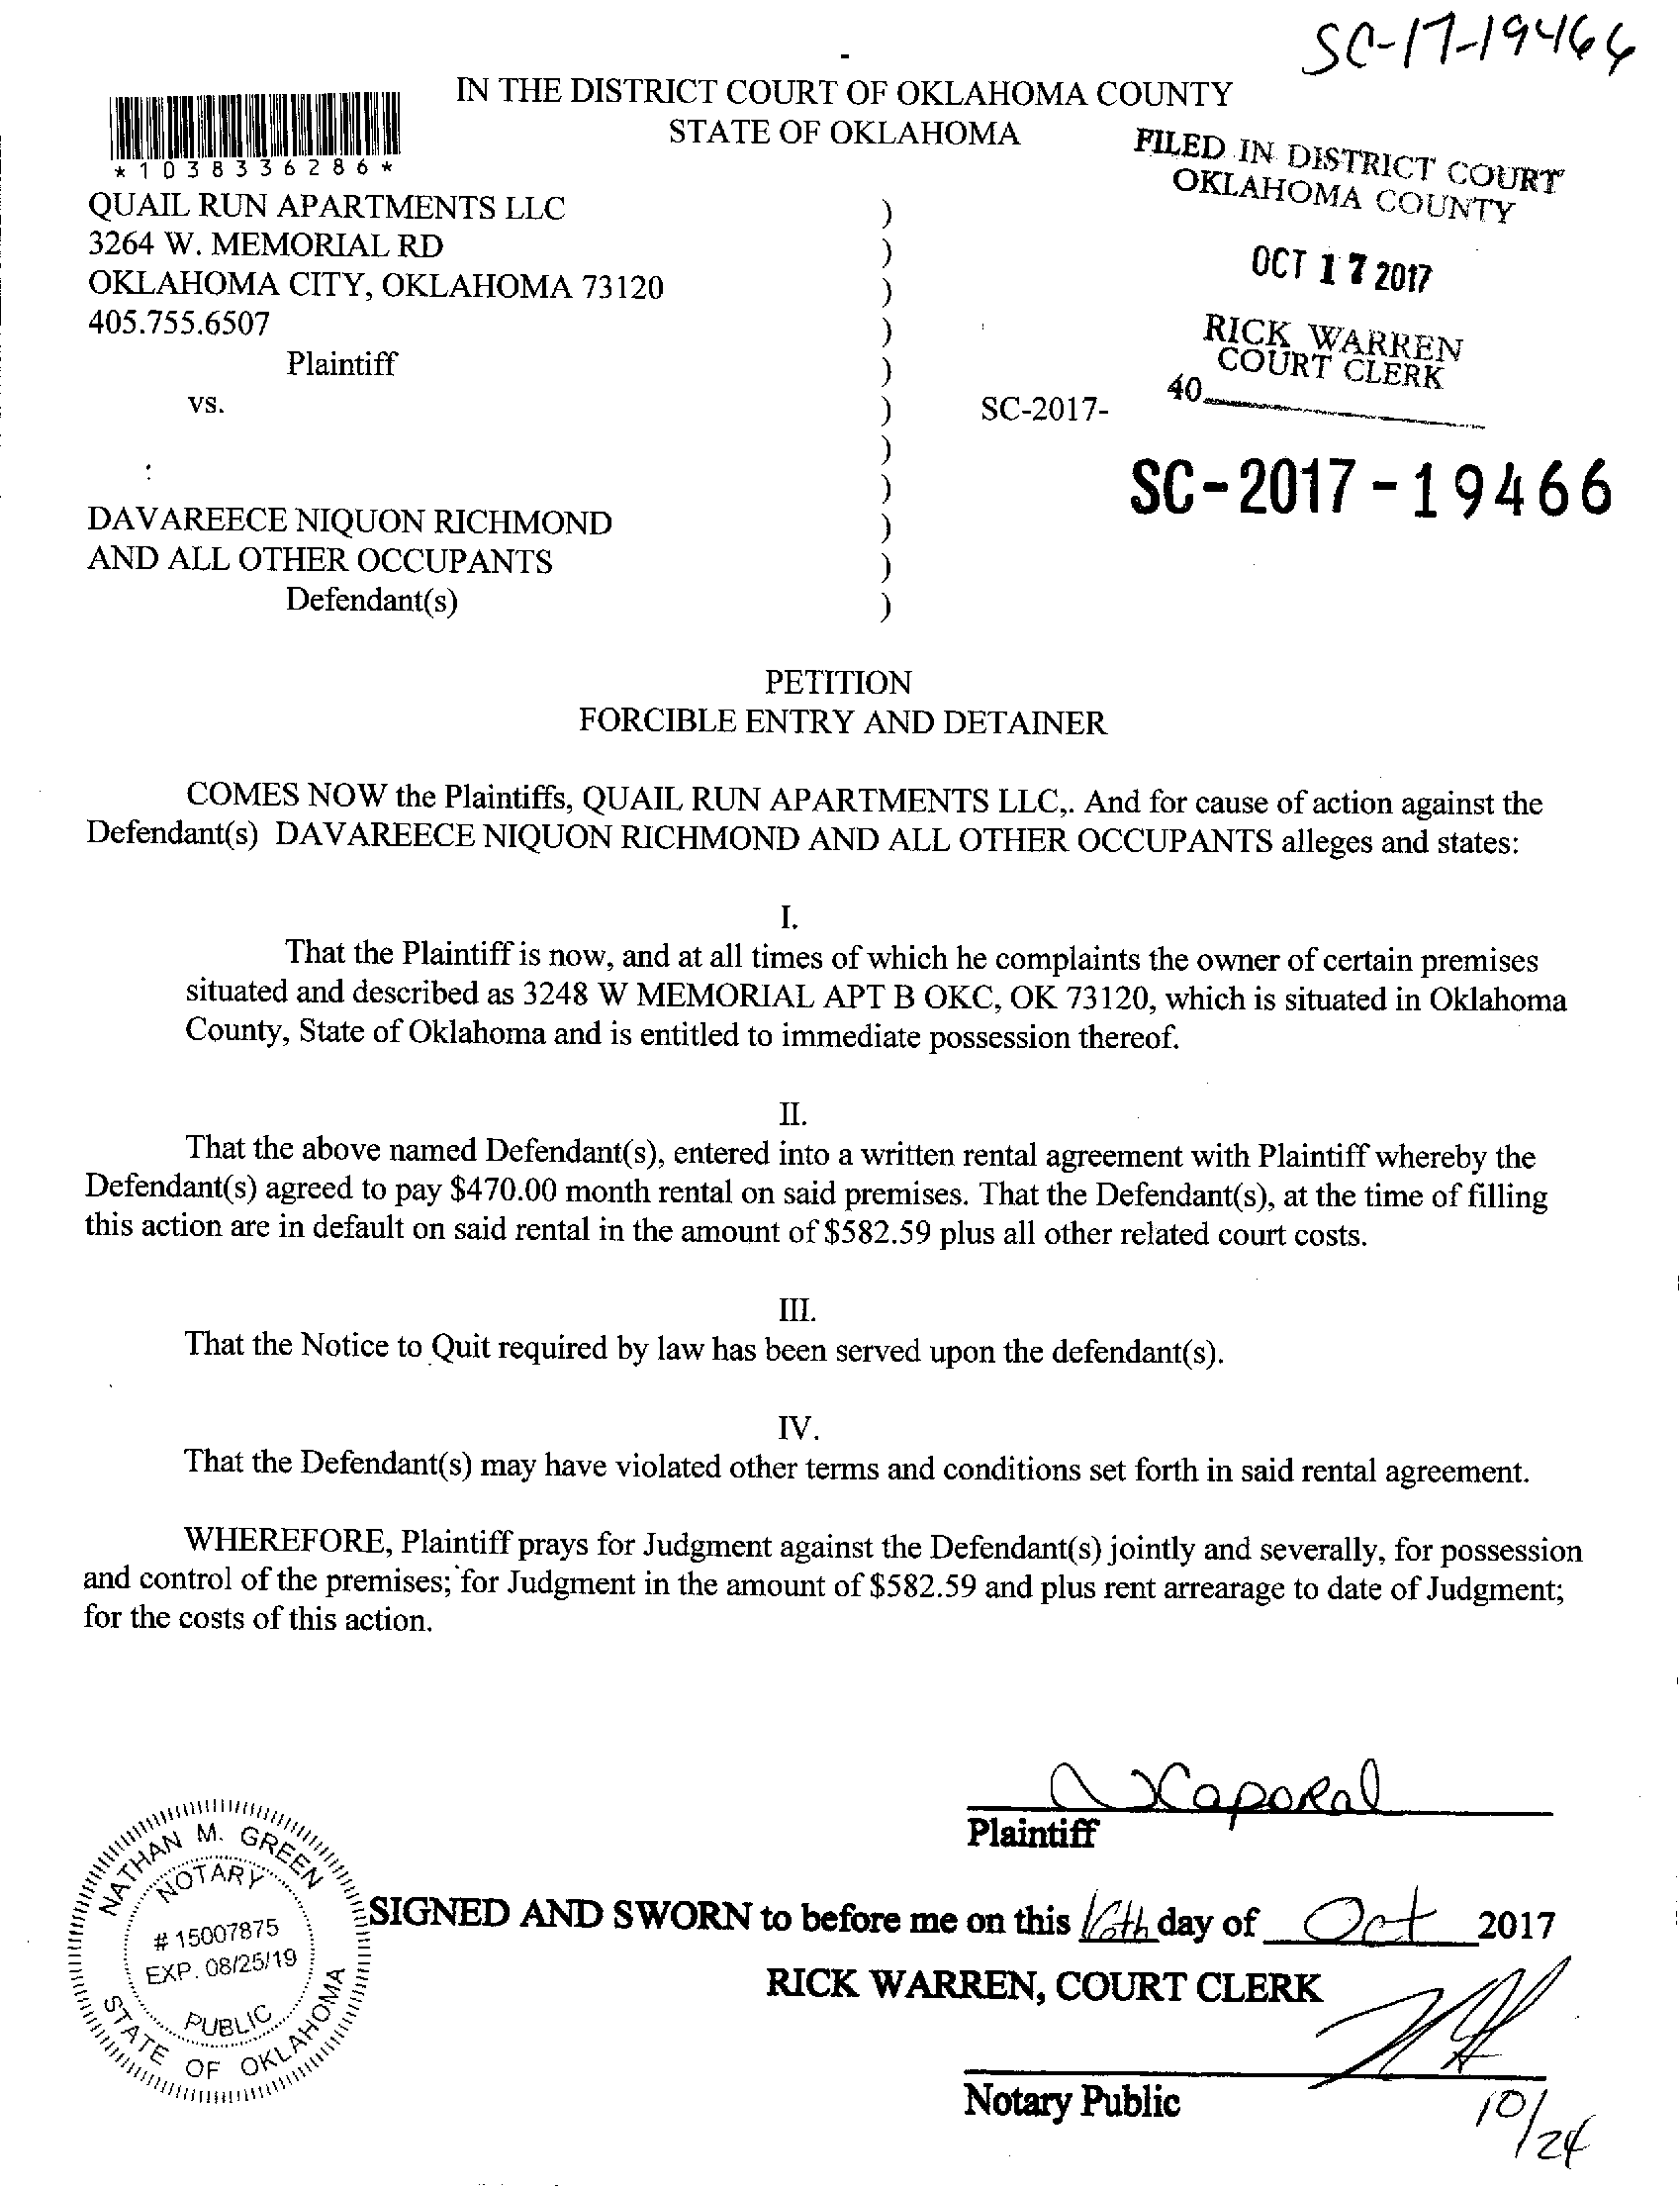 SC-17-19466
IN THE DISTRICT COURT OF OKLAHOMA COUNTY
STATE OF OKLAHOMA
*1038336286*
FILED IN DISTRICT COURT
OKLAHOMA COUNTY
QUAIL RUN APARTMENTS LLC )
3264 W. MEMORIAL RD )
OKLAHOMA CITY, OKLAHOMA 73120 )
OCT 17 2017
405.755.6507 )
RICK WARREN
COURT CLERK
Plaintiff )
40
vs. ) SC-2017-
)
SC-2017-19466
: )
DAVAREECE NIQUON RICHMOND )
AND ALL OTHER OCCUPANTS )
Defendant(s) )
PETITION
FORCIBLE ENTRY AND DETAINER
COMES NOW the Plaintiffs, QUAIL RUN APARTMENTS LLC,. And for cause of action against the
Defendant(s) DAVAREECE NIQUON RICHMOND AND ALL OTHER OCCUPANTS alleges and states:
I.
That the Plaintiff is now, and at all times of which he complaints the owner of certain premises
situated and described as 3248 W MEMORIAL APT B OKC, OK 73120, which is situated in Oklahoma
County, State of Oklahoma and is entitled to immediate possession thereof.
II.
That the above named Defendant(s), entered into a written rental agreement with Plaintiff whereby the
Defendant(s) agreed to pay $470.00 month rental on said premises. That the Defendant(s), at the time of filling
this action are in default on said rental in the amount of $582.59 plus all other related court costs.
III.
That the Notice to Quit required by law has been served upon the defendant(s).
IV.
That the Defendant(s) may have violated other terms and conditions set forth in said rental agreement.
WHEREFORE, Plaintiff prays for Judgment against the Defendant(s) jointly and severally, for possession
and control of the premises; for Judgment in the amount of $582.59 and plus rent arrearage to date of Judgment;
for the costs of this action.
Caporal
Plaintiff
NATHAN M. GREEN
NOTARY
# 15007875
EXP. 08/25/19
PUBLIC
STATE OF OKLAHOMA
SIGNED AND SWORN to before me on this 16th day of Oct 2017
RICK WARREN, COURT CLERK
Notary Public
10/24